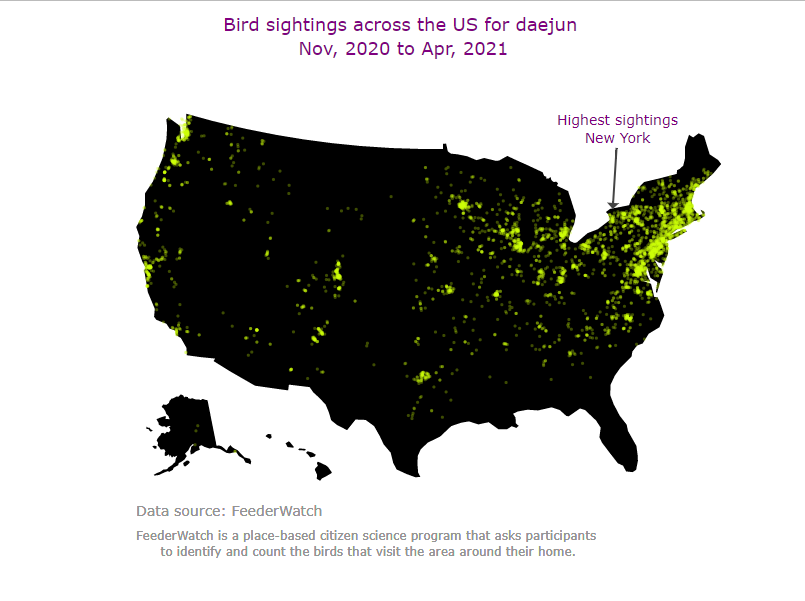 Bird sightings across the US for daejun
Nov, 2020 to Apr, 2021
Highest sightings
New York
Data source: FeederWatch
FeederWatch is a place-based citizen science program that asks participants
to identify and count the birds that visit the area around their home.